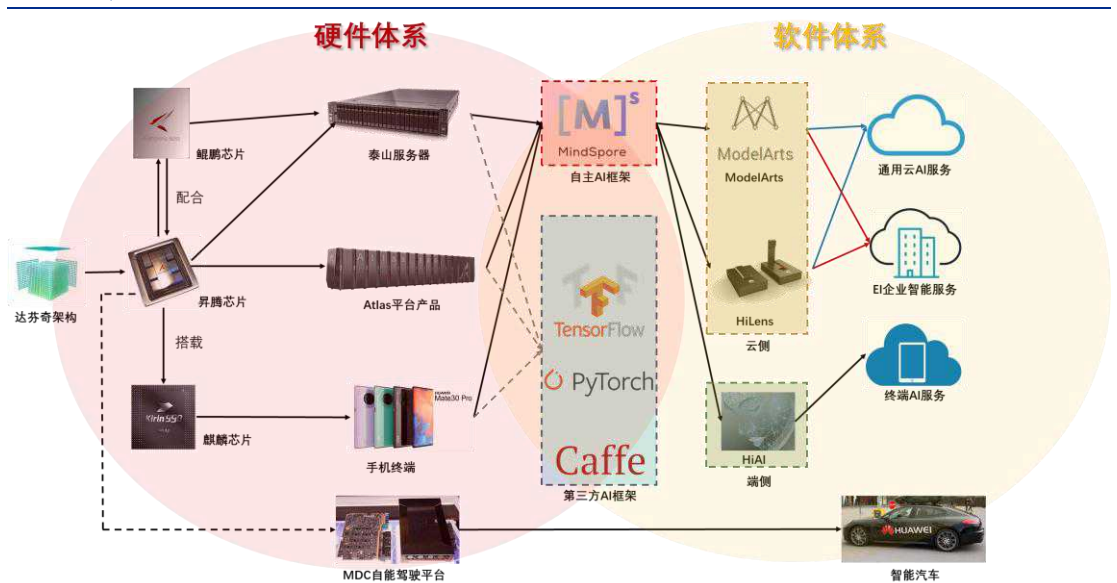 硬件体系
软件体系
[M]s
MindSpore
自主AI框架
ModelArts
ModelArts
通用云AI服务
鲲鹏芯片
泰山服务器
配合
达芬奇架构
昇腾芯片
Atlas平台产品
TensorFlow
HiLens
云侧
EI企业智能服务
搭载
PyTorch
HUAWEI
Mate30 Pro
Kirin 990
麒麟芯片
手机终端
Caffe
第三方AI框架
HiAI
端侧
终端AI服务
MDC自能驾驶平台
HUAWEI
智能汽车